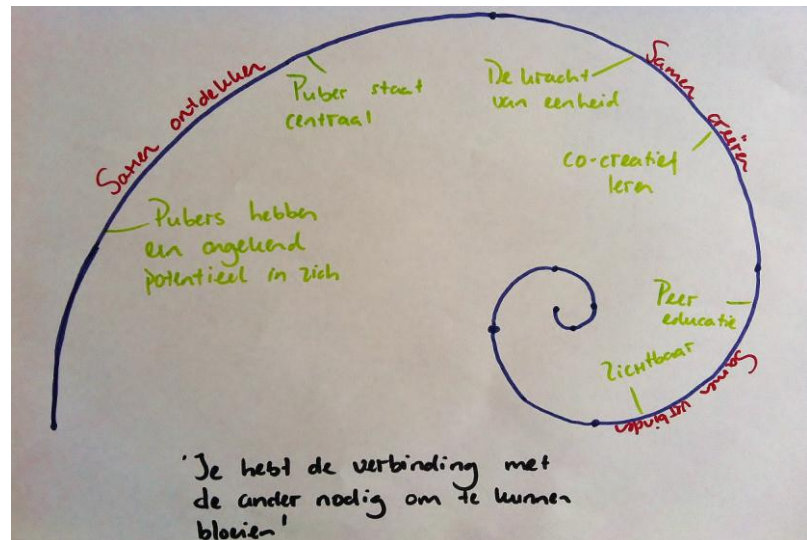 Samen ontdekken
Puber staat
centraal
Pubers hebben
een ongekend
potentieel in zich
De kracht
van eenheid
Samen creëren
co-creatief
leren
Peer
educatie
Zichtbaar
Samen verbinden
'Je hebt de verbinding met
de ander nodig om te kunnen
bloeien'